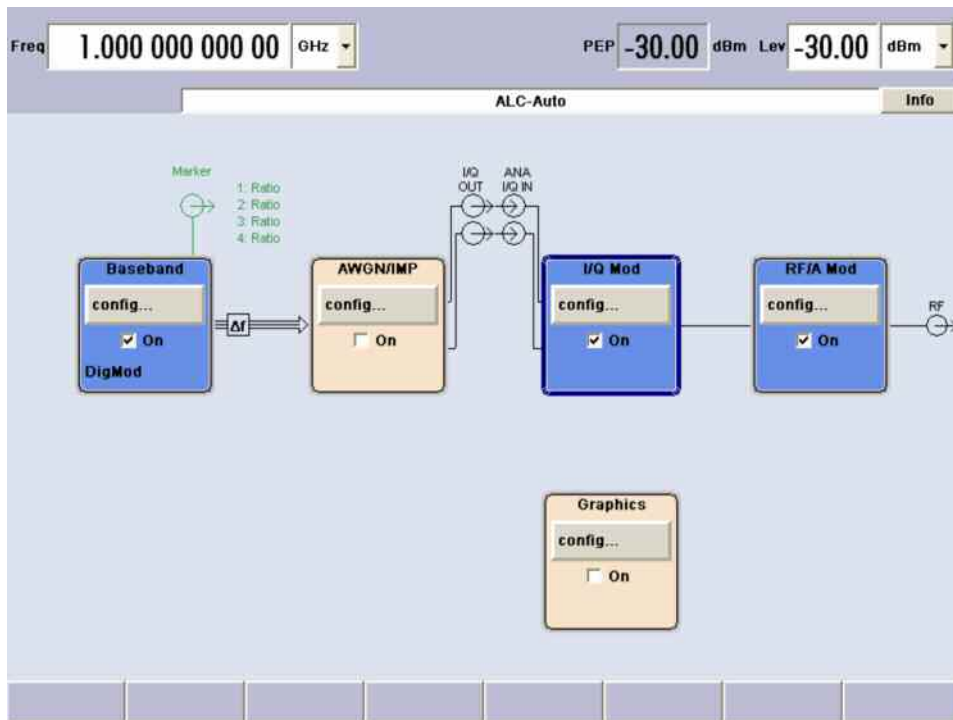 Freq 1.000 000 000 00 GHz PEP -30.00 dBm Lev -30.00 dBm
ALC-Auto Info
Marker
1: Ratio
2: Ratio
3: Ratio
4: Ratio
I/Q OUT
ANA I/Q IN
Baseband
config...
On
DigMod
Δf
AWGN/IMP
config...
On
I/Q Mod
config...
On
RF/A Mod
config...
On
RF
Graphics
config...
On